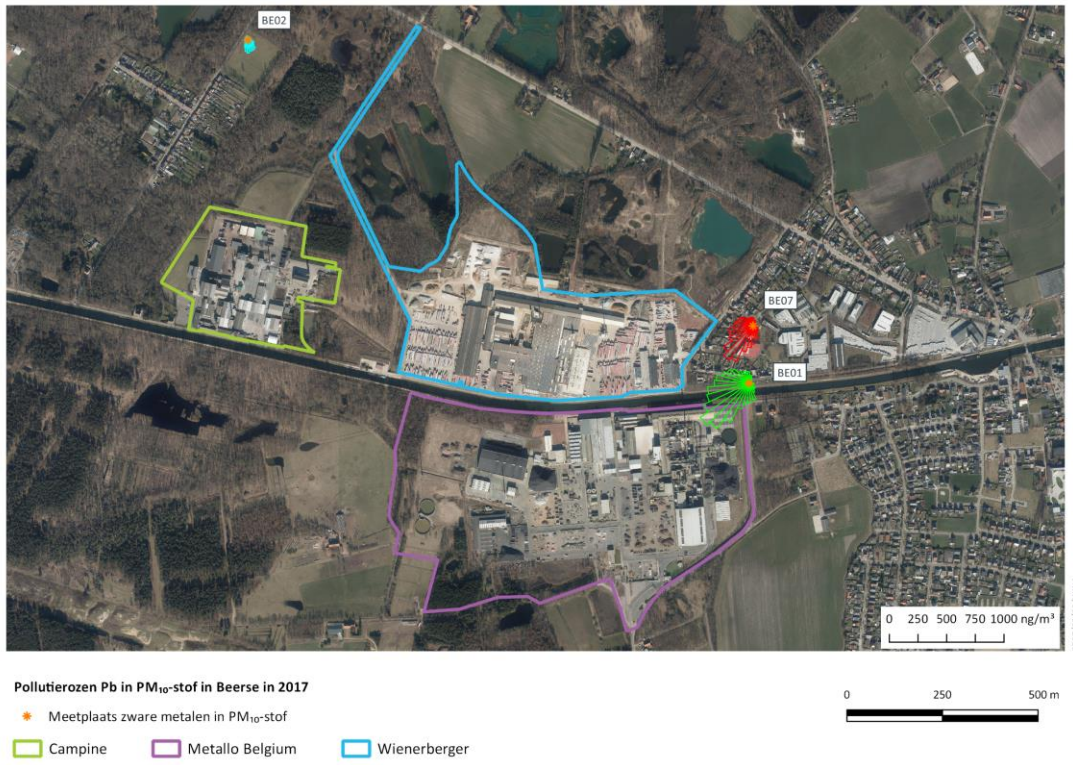 BE02
BE07
BE01
0 250 500 750 1000 ng/m³
Pollutierozen Pb in PM₁₀-stof in Beerse in 2017
Meetplaats zware metalen in PM₁₀-stof
0 250 500 m
Campine Metallo Belgium Wienerberger